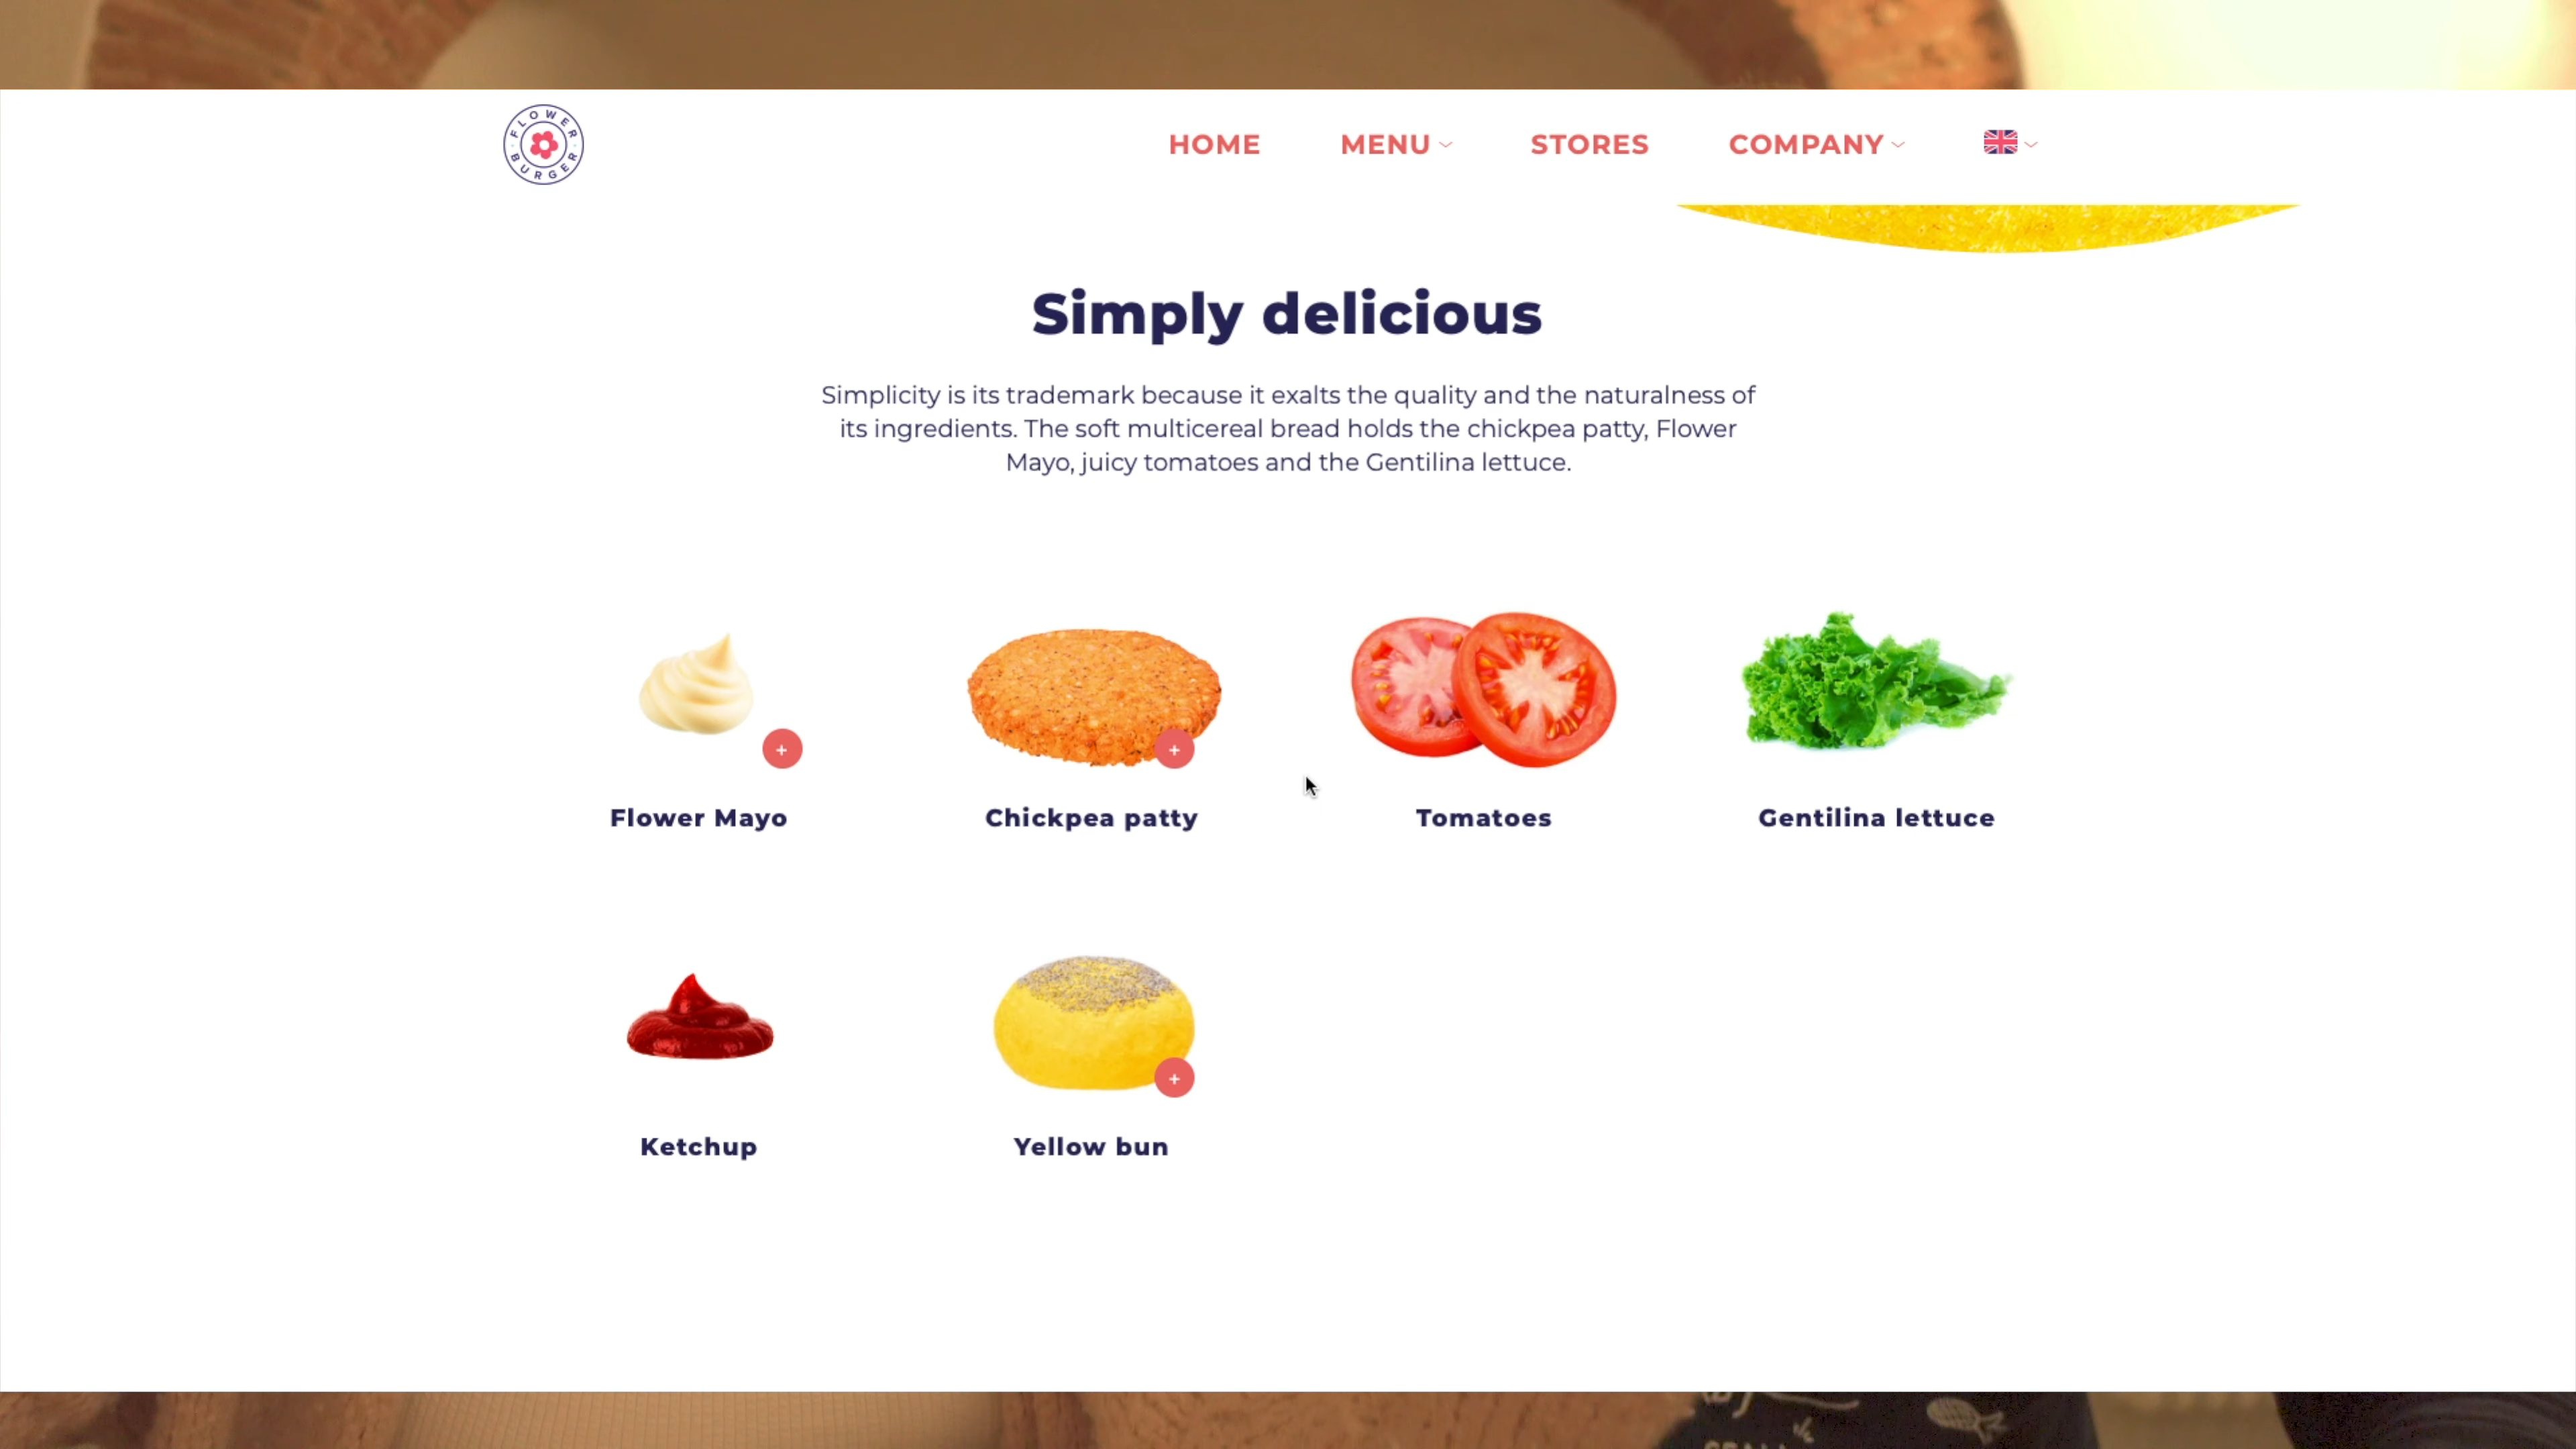 FLOWER BURGER
HOME
MENU
STORES
COMPANY
Simply delicious
Simplicity is its trademark because it exalts the quality and the naturalness of
its ingredients. The soft multicereal bread holds the chickpea patty, Flower
Mayo, juicy tomatoes and the Gentilina lettuce.
+
+
Flower Mayo
Chickpea patty
Tomatoes
Gentilina lettuce
+
Ketchup
Yellow bun